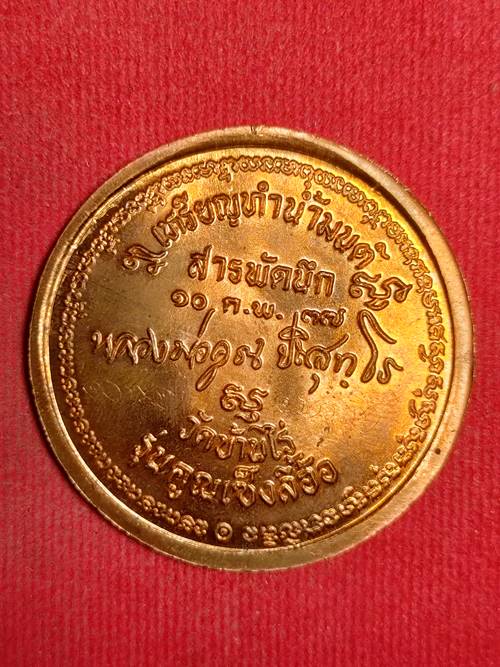 เหรียญทำน้ำมนต์
สารพัดนึก
๑๐ ก.พ. ๓๗
หลวงพ่อคูณ ปริสุทฺโธ
วัดบ้านไร่
รุ่นคูณเซ็งลี้ฮ้อ
๑